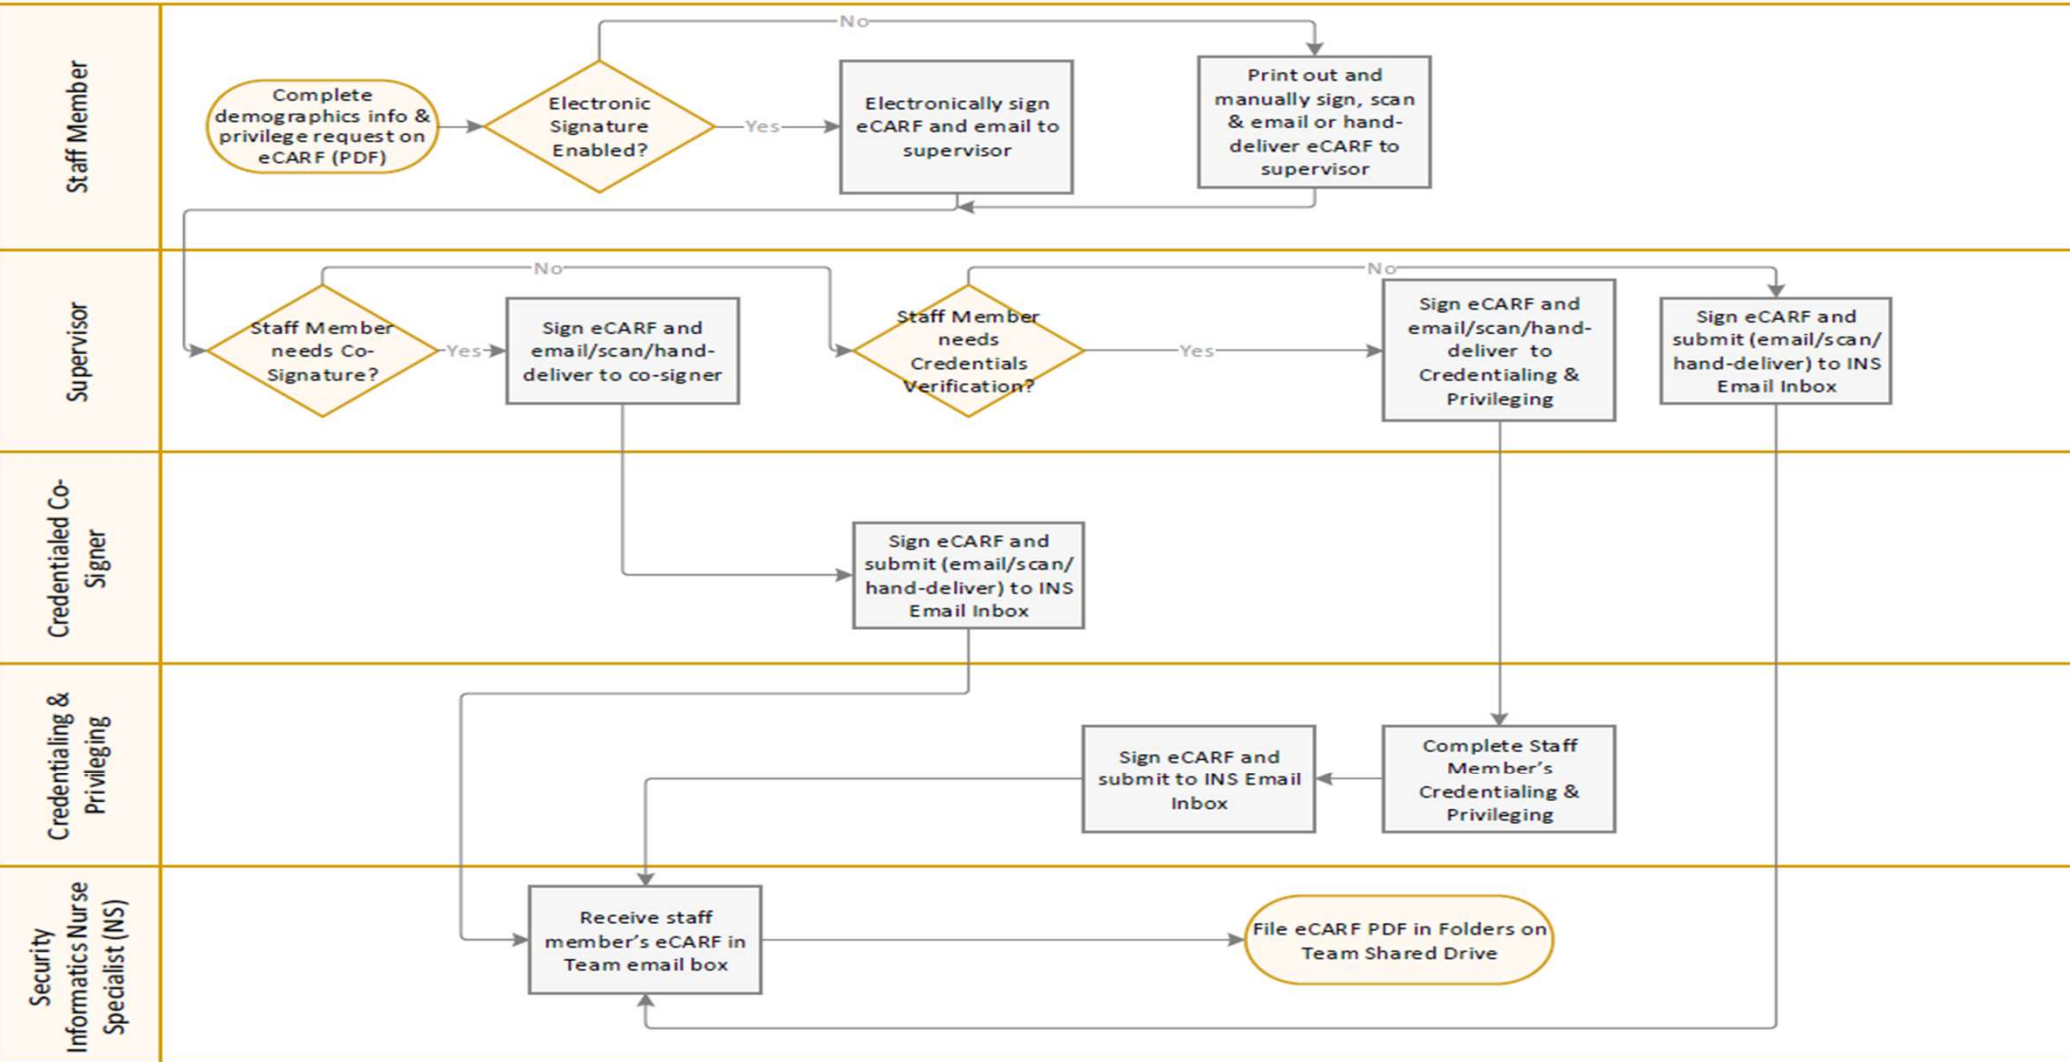 Staff Member
No
Complete
demographics info &
privilege request on
eCARF (PDF)
Electronic
Signature
Enabled?
Yes
Electronically sign
eCARF and email to
supervisor
Print out and
manually sign, scan
& email or hand-
deliver eCARF to
supervisor
Supervisor
No
Staff Member
needs Co-
Signature?
Yes
Sign eCARF and
email/scan/hand-
deliver to co-signer
No
Staff Member
needs
Credentials
Verification?
Yes
Sign eCARF and
email/scan/hand-
deliver to
Credentialing &
Privileging
Sign eCARF and
submit (email/scan/
hand-deliver) to INS
Email Inbox
Credentialed Co-
Signer
Sign eCARF and
submit (email/scan/
hand-deliver) to INS
Email Inbox
Credentialing &
Privileging
Sign eCARF and
submit to INS Email
Inbox
Complete Staff
Member's
Credentialing &
Privileging
Security
Informatics Nurse
Specialist (NS)
Receive staff
member's eCARF in
Team email box
File eCARF PDF in Folders on
Team Shared Drive